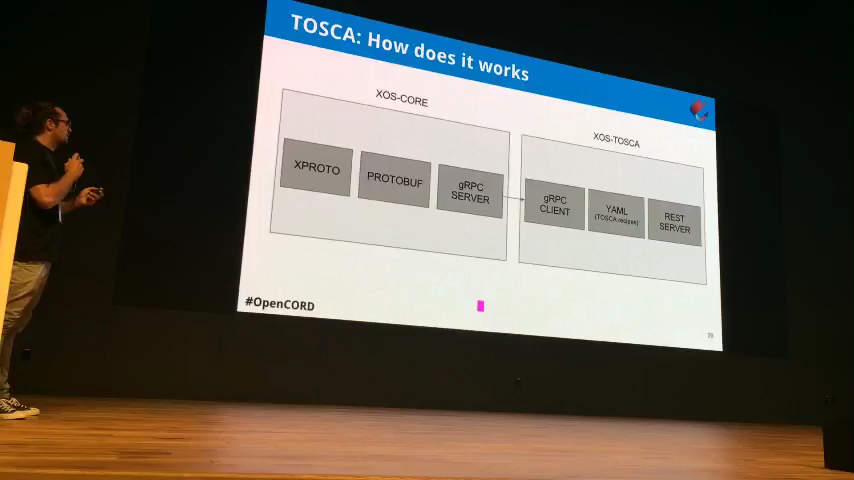 TOSCA: How does it works
XOS-CORE
XPROTO
PROTOBUF
gRPC
SERVER
XOS-TOSCA
gRPC
CLIENT
YAML
(TOSCA recipes)
REST
SERVER
#OpenCORD
29